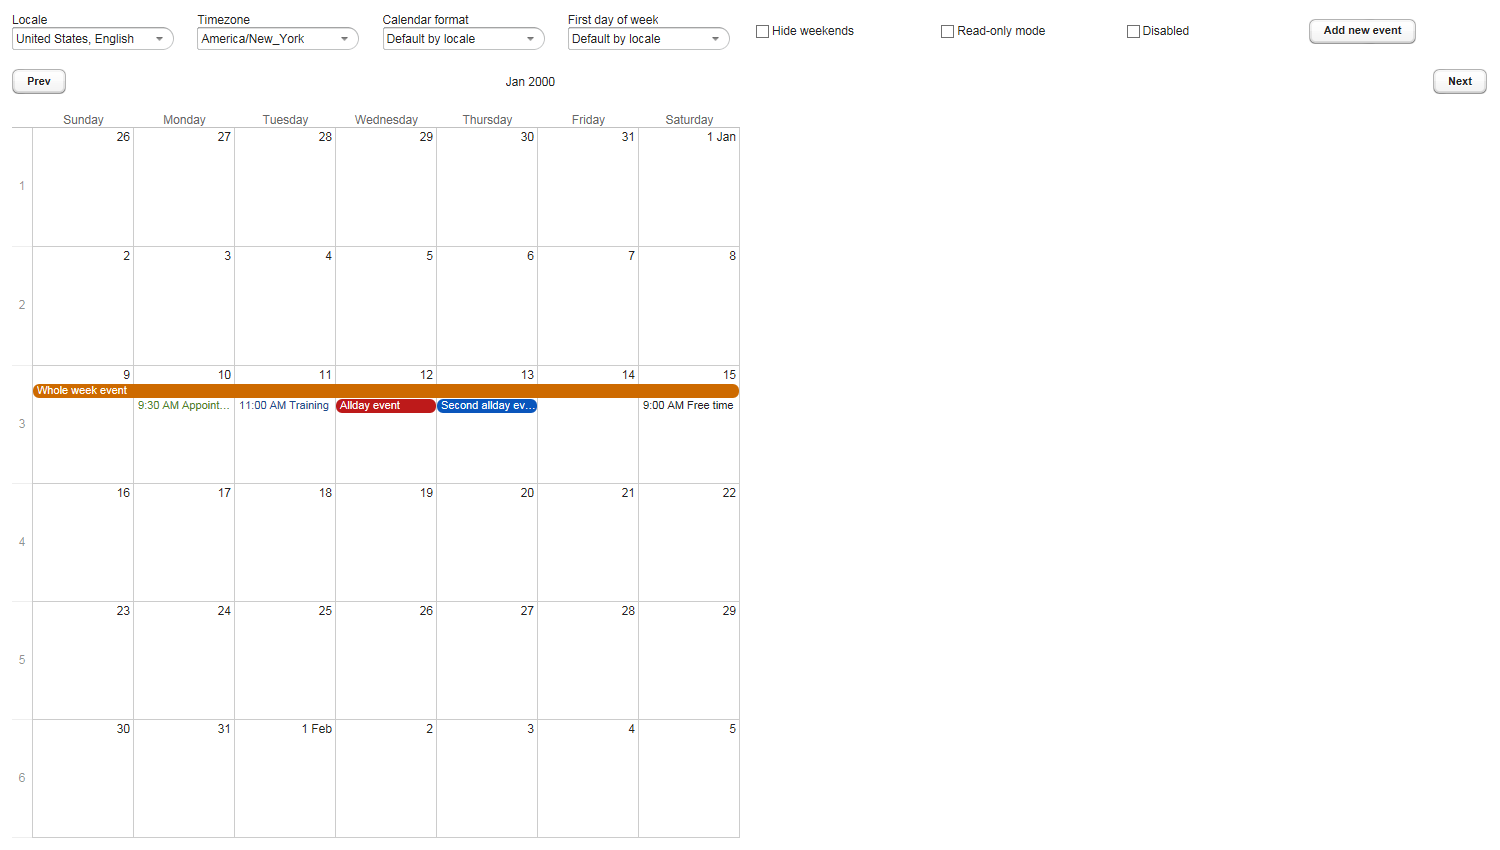 Locale Timezone Calendar format First day of week
United States, English America/New_York Default by locale Default by locale Hide weekends Read-only mode Disabled Add new event
Prev Jan 2000 Next
Sunday Monday Tuesday Wednesday Thursday Friday Saturday
26 27 28 29 30 31 1 Jan
1
2 3 4 5 6 7 8
2
9 10 11 12 13 14 15
Whole week event
9:30 AM Appoint... 11:00 AM Training Allday event Second allday ev... 9:00 AM Free time
3
16 17 18 19 20 21 22
4
23 24 25 26 27 28 29
5
30 31 1 Feb 2 3 4 5
6